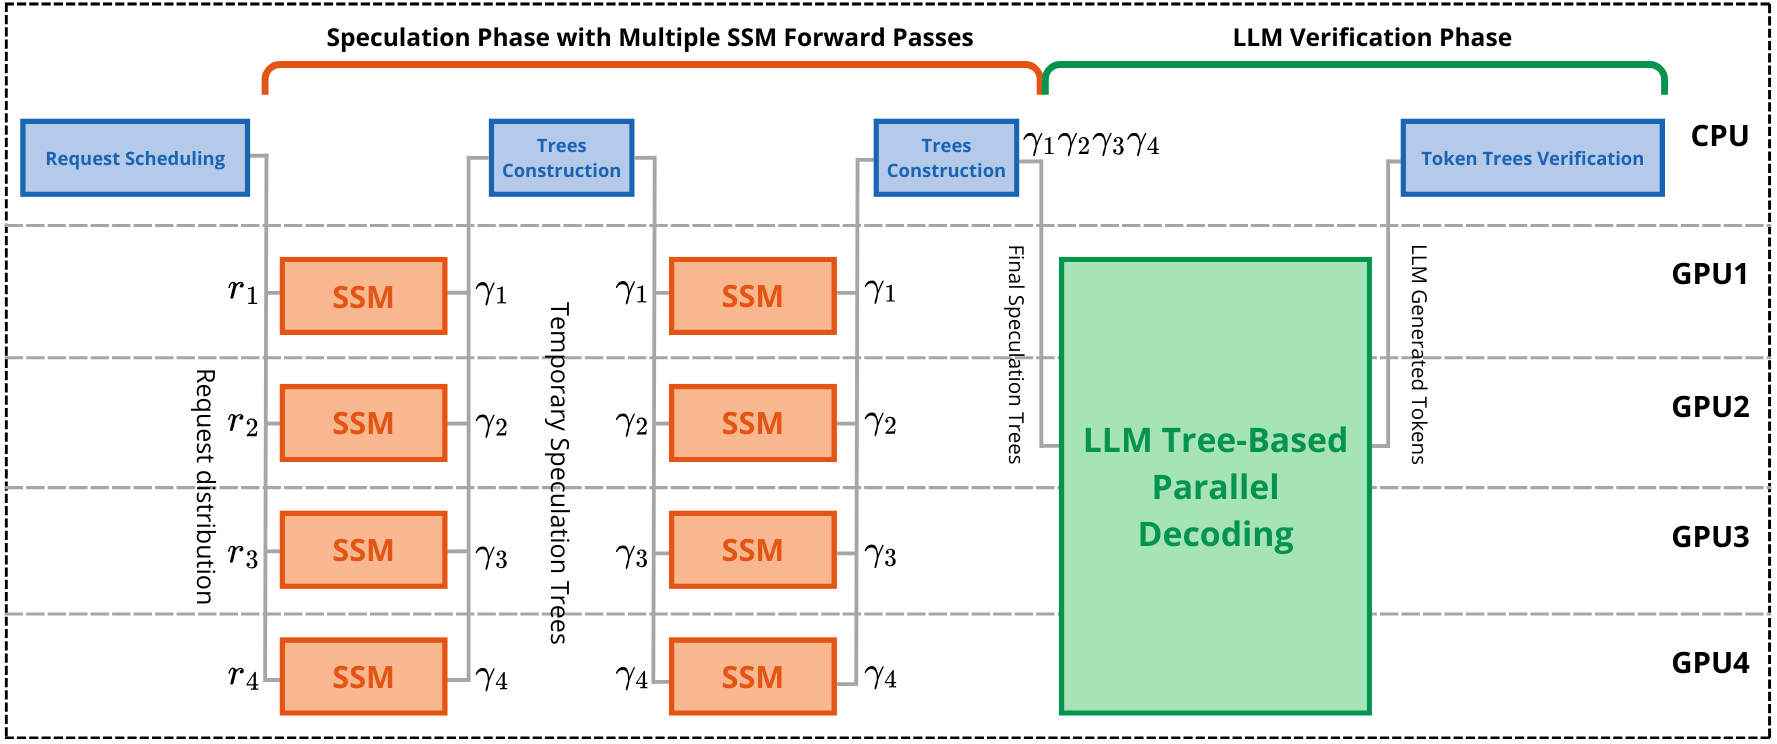 Speculation Phase with Multiple SSM Forward Passes
LLM Verification Phase
Request Scheduling
Trees
Construction
Trees
Construction
γ1γ2γ3γ4
Token Trees Verification
CPU
Request distribution
Temporary Speculation Trees
Final Speculation Trees
LLM Generated Tokens
r1
SSM
γ1
γ1
SSM
γ1
GPU1
r2
SSM
γ2
γ2
SSM
γ2
GPU2
LLM Tree-Based
Parallel
Decoding
r3
SSM
γ3
γ3
SSM
γ3
GPU3
r4
SSM
γ4
γ4
SSM
γ4
GPU4